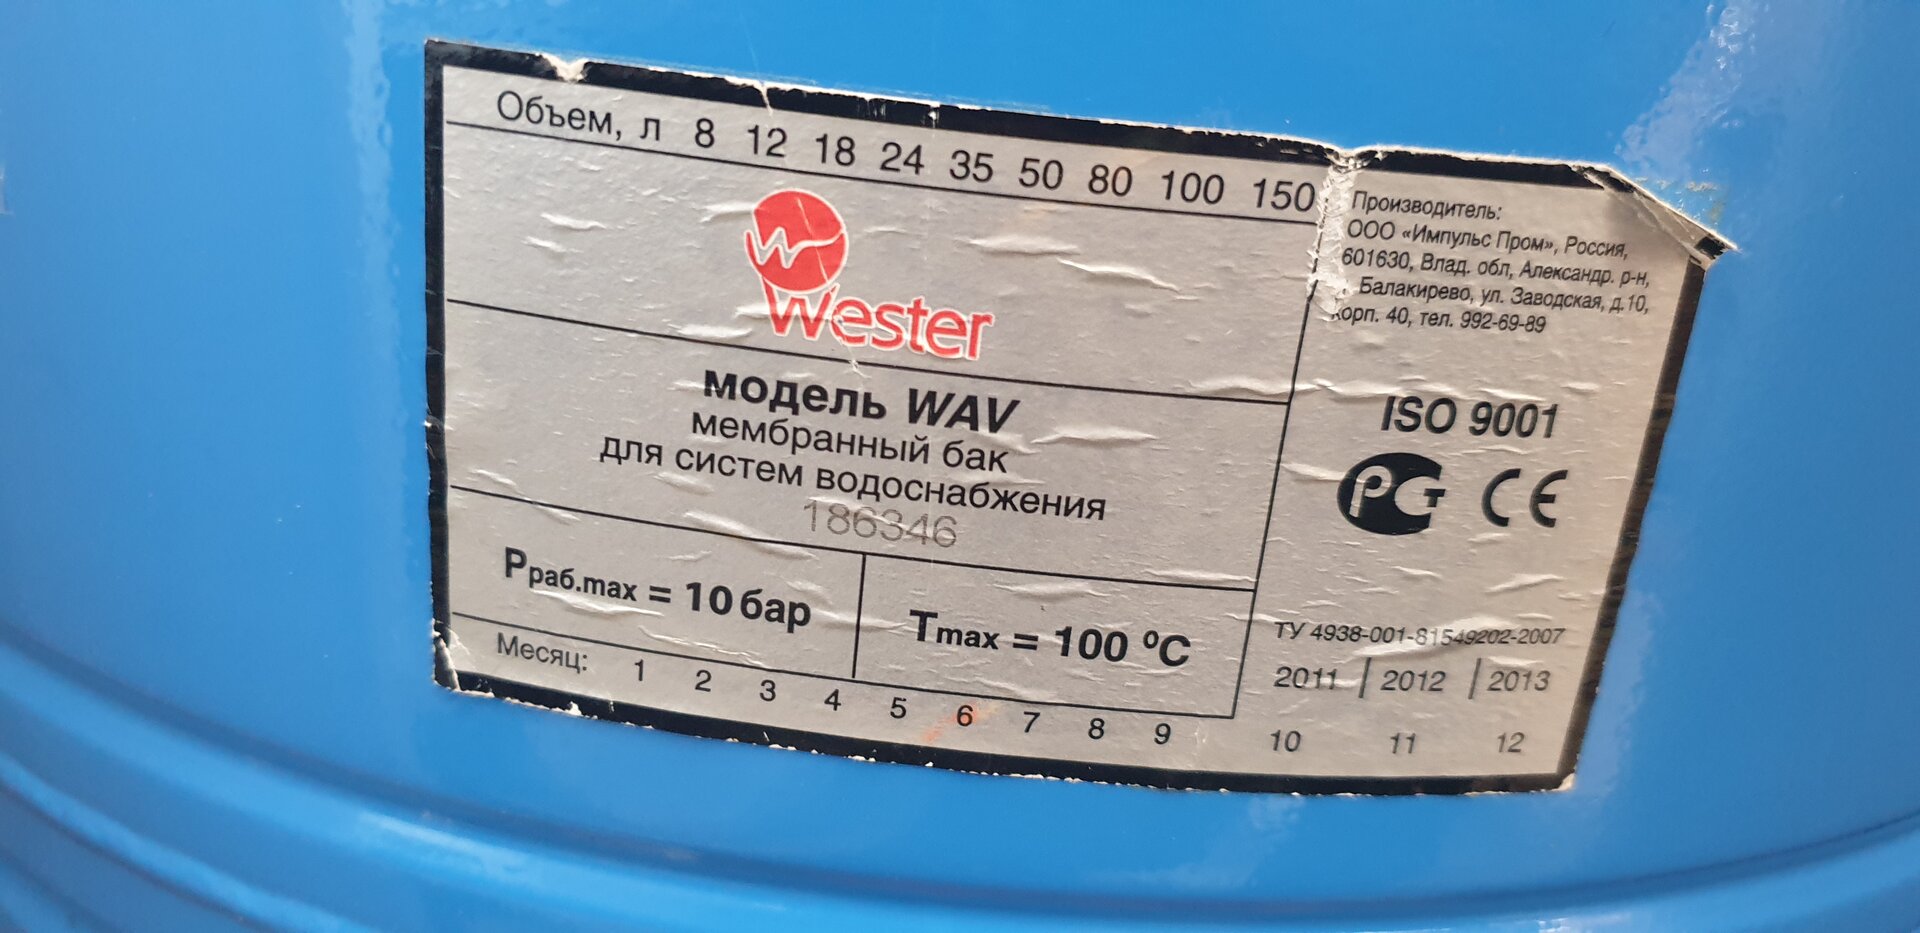 Объем, л 8 12 18 24 35 50 80 100 150
Wester
модель WAV
мембранный бак
для систем водоснабжения
186346
Pраб.max = 10 бар
Tmax = 100 ºC
Месяц: 1 2 3 4 5 6 7 8 9 10 11 12
Производитель:
ООО «Импульс Пром», Россия,
601630, Влад. обл, Александр. р-н,
Балакирево, ул. Заводская, д.10,
корп. 40, тел. 992-69-89
ISO 9001
РСТ CE
ТУ 4938-001-81549202-2007
2011 | 2012 | 2013